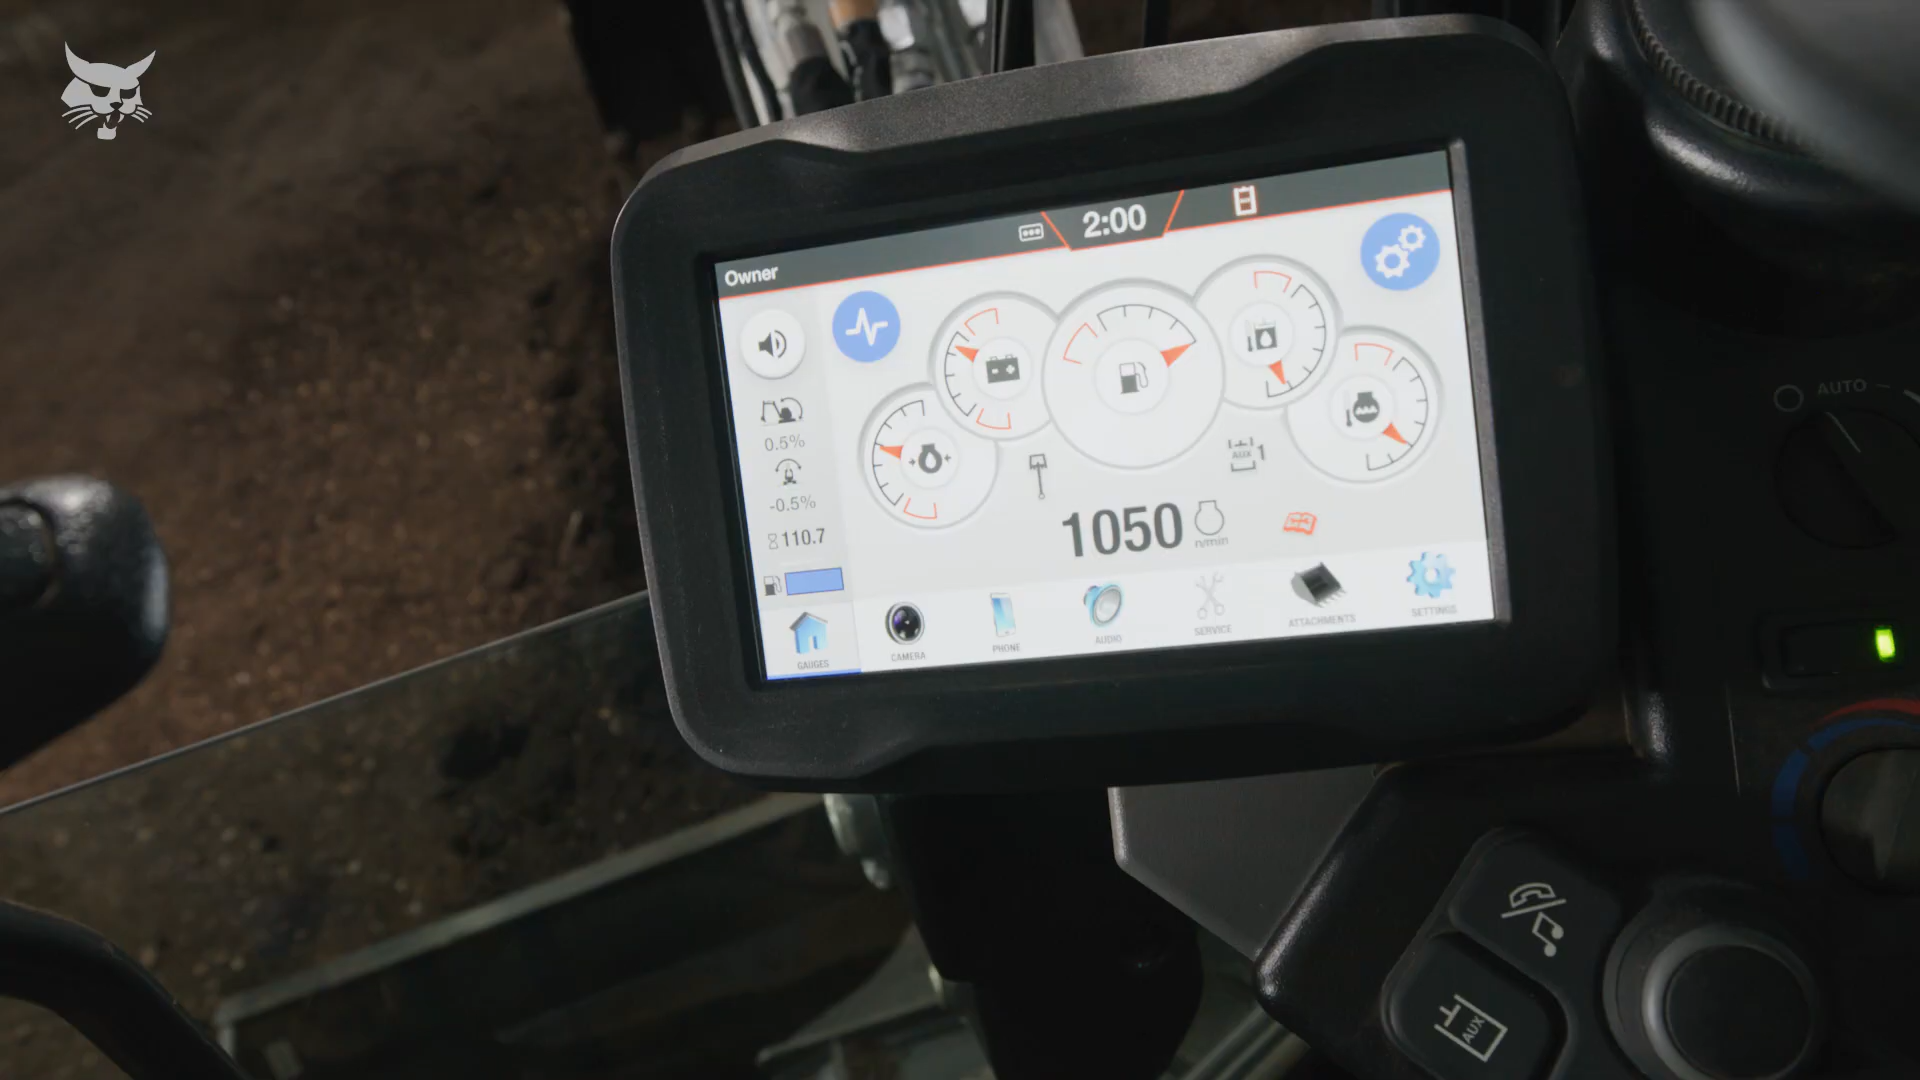 2:00
Owner
0.5%
-0.5%
110.7
AUX 1
1050
n/min
GAUGES
CAMERA
PHONE
AUDIO
SERVICE
ATTACHMENTS
SETTINGS
AUTO
AUX